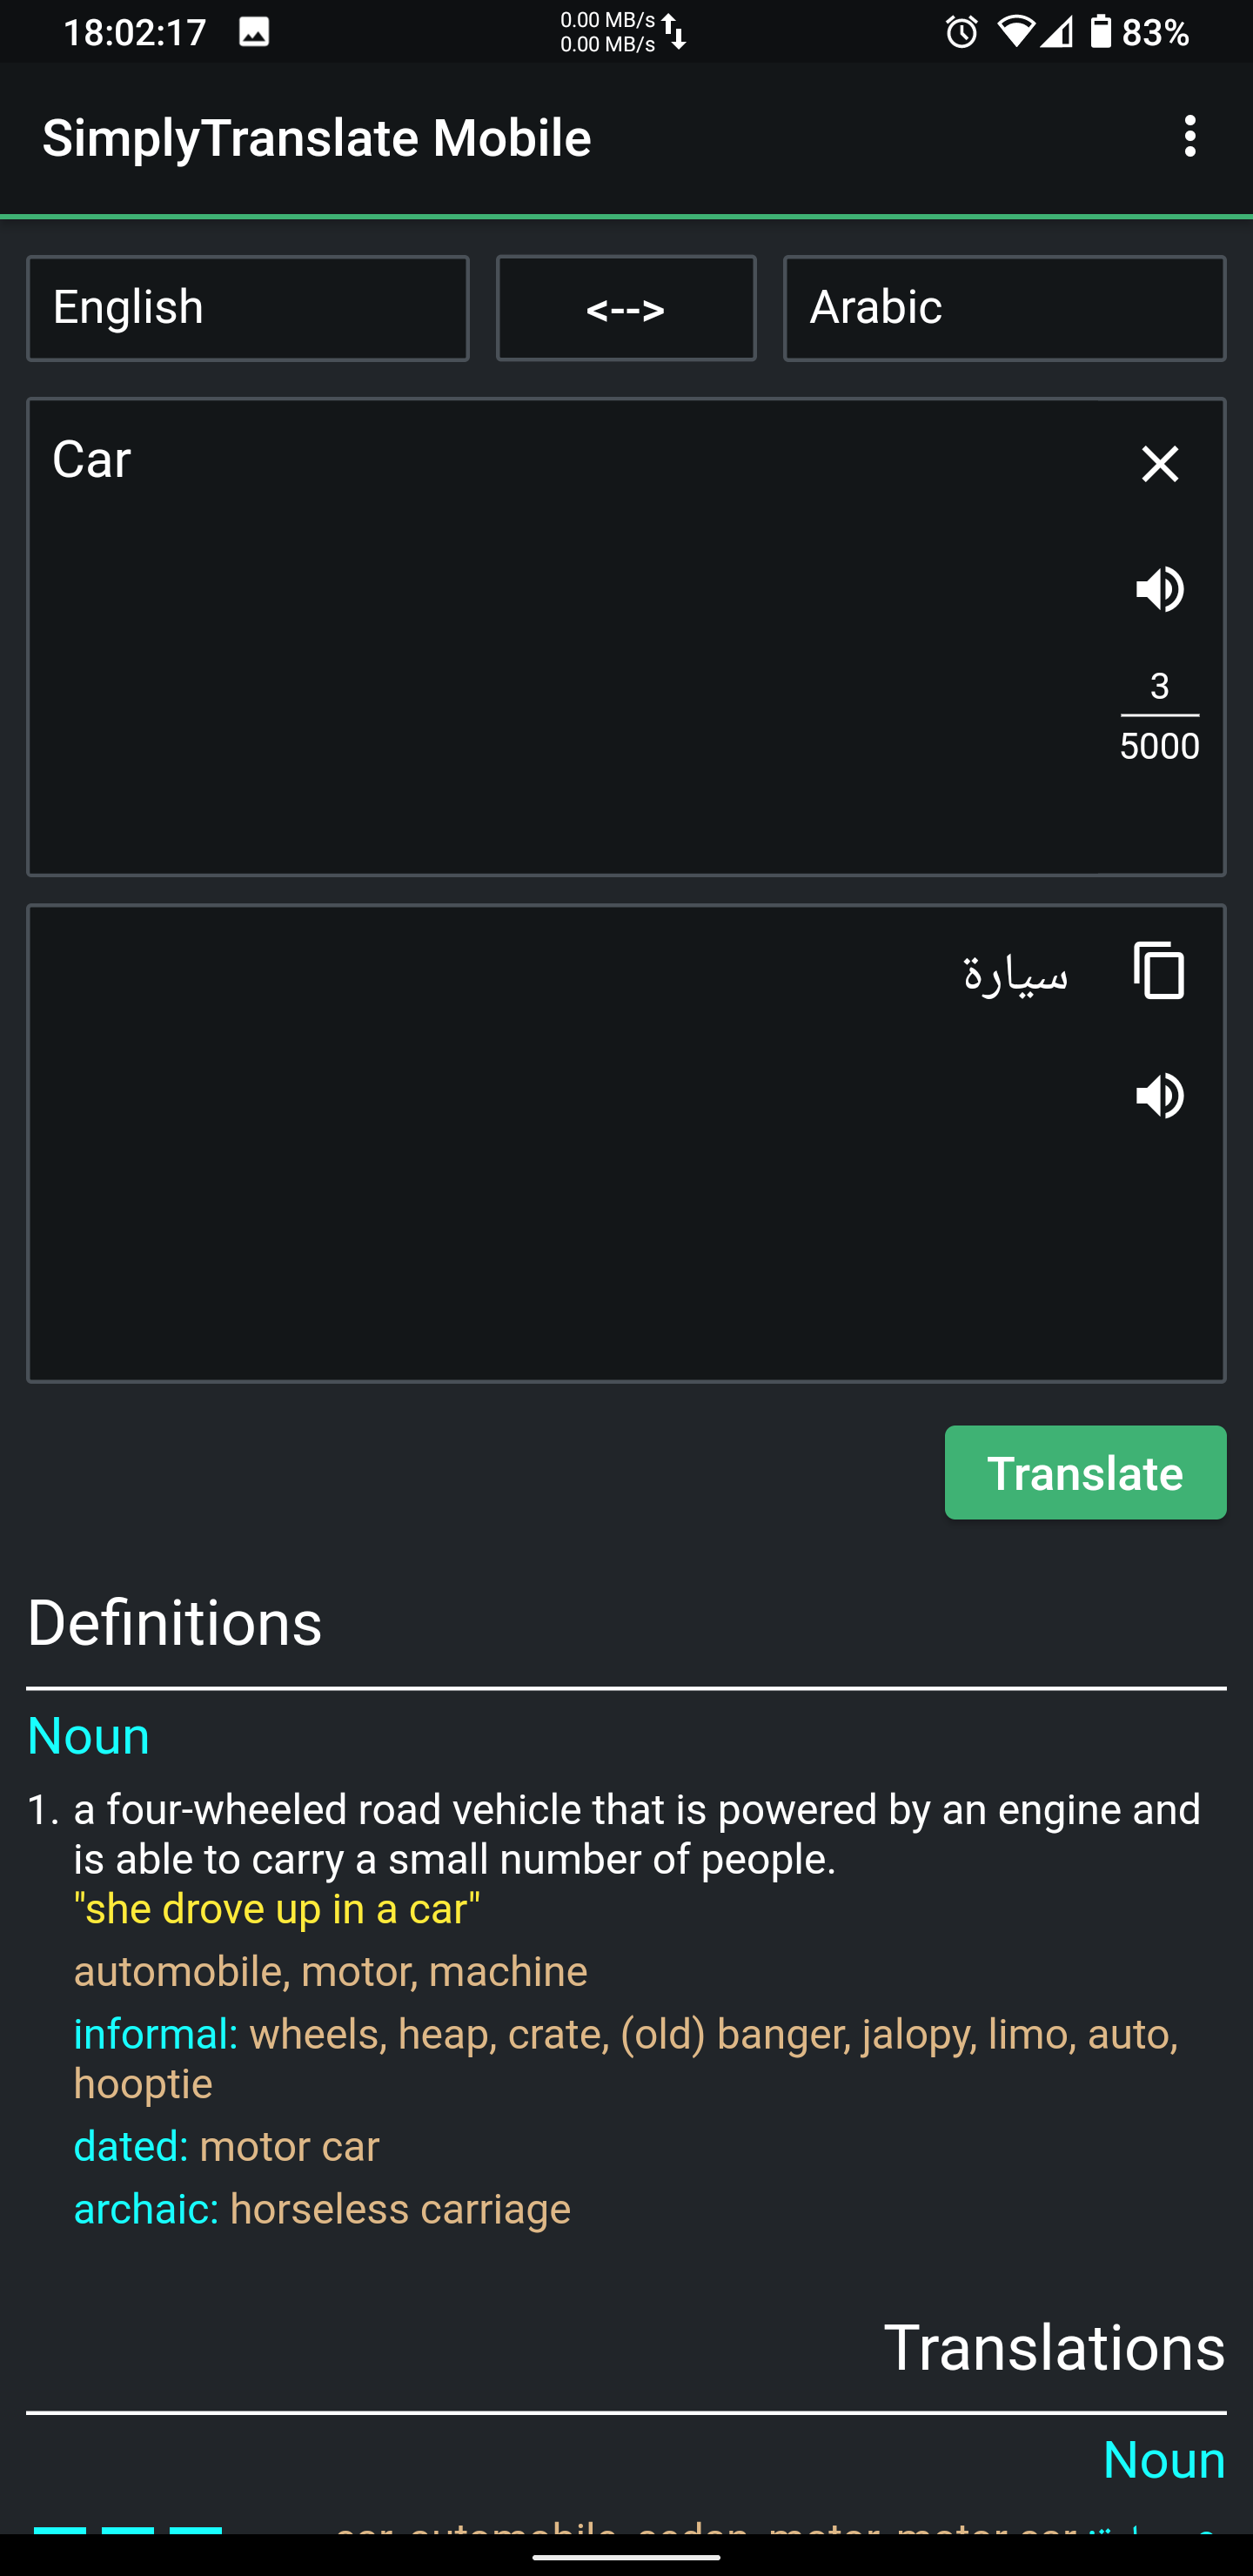 18:02:17
0.00 MB/s
0.00 MB/s
83%
SimplyTranslate Mobile
English
<-->
Arabic
Car
3
5000
سيارة
Translate
Definitions
Noun
1. a four-wheeled road vehicle that is powered by an engine and
is able to carry a small number of people.
"she drove up in a car"
automobile, motor, machine
informal: wheels, heap, crate, (old) banger, jalopy, limo, auto,
hooptie
dated: motor car
archaic: horseless carriage
Translations
Noun